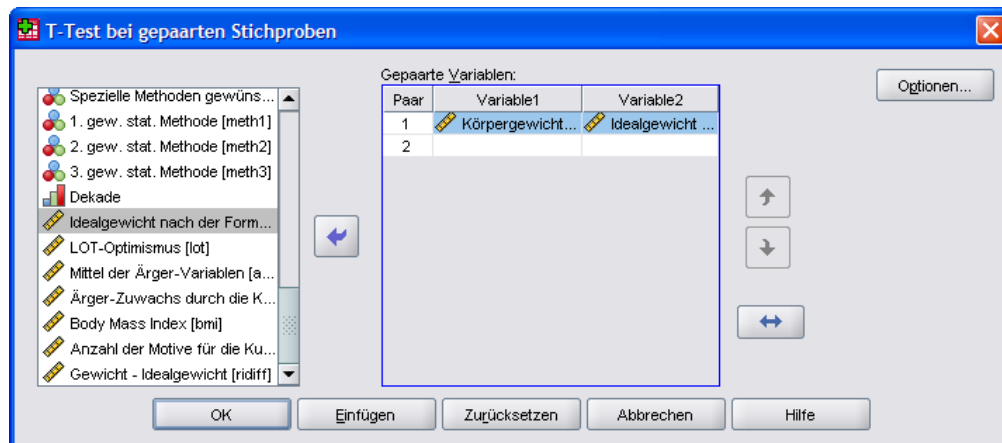 T-Test bei gepaarten Stichproben
Gepaarte Variablen:
Optionen...
Spezielle Methoden gewüns...
1. gew. stat. Methode [meth1]
2. gew. stat. Methode [meth2]
3. gew. stat. Methode [meth3]
Dekade
Idealgewicht nach der Form...
LOT-Optimismus [lot]
Mittel der Ärger-Variablen [a...
Ärger-Zuwachs durch die K...
Body Mass Index [bmi]
Anzahl der Motive für die Ku...
Gewicht - Idealgewicht [ridiff]
Paar Variable1 Variable2
1 Körpergewicht... Idealgewicht ...
2
OK Einfügen Zurücksetzen Abbrechen Hilfe